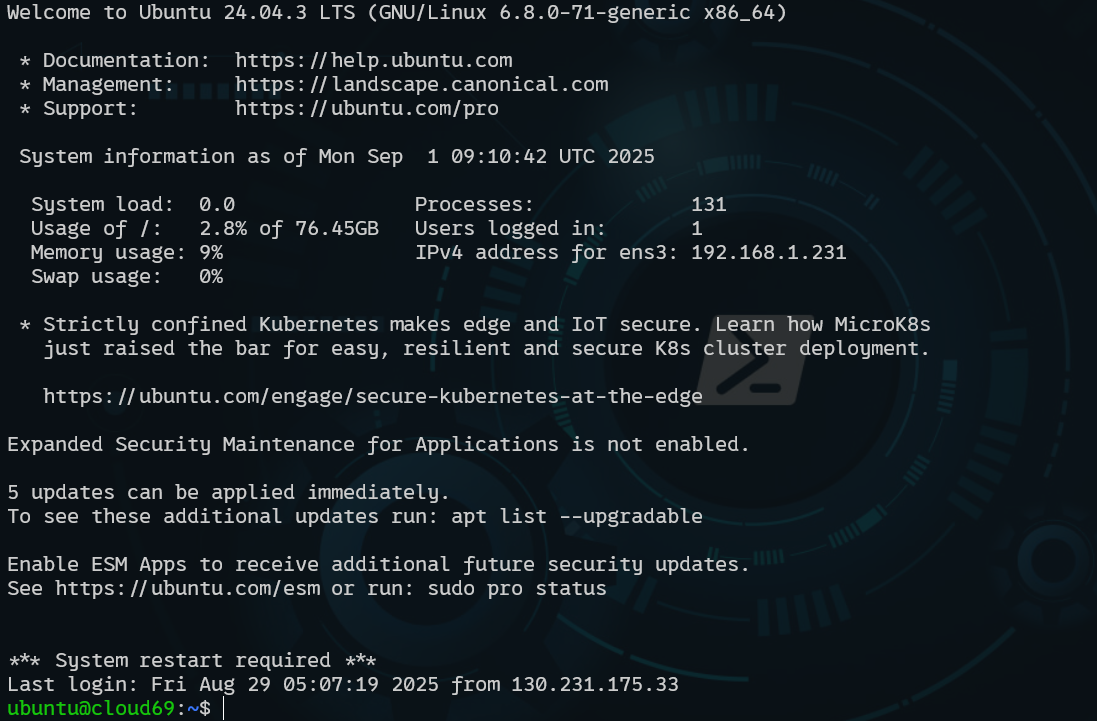 Welcome to Ubuntu 24.04.3 LTS (GNU/Linux 6.8.0-71-generic x86_64)

 * Documentation:  https://help.ubuntu.com
 * Management:     https://landscape.canonical.com
 * Support:        https://ubuntu.com/pro

 System information as of Mon Sep  1 09:10:42 UTC 2025

  System load:  0.0               Processes:             131
  Usage of /:   2.8% of 76.45GB   Users logged in:       1
  Memory usage: 9%                IPv4 address for ens3: 192.168.1.231
  Swap usage:   0%

 * Strictly confined Kubernetes makes edge and IoT secure. Learn how MicroK8s
   just raised the bar for easy, resilient and secure K8s cluster deployment.

   https://ubuntu.com/engage/secure-kubernetes-at-the-edge

Expanded Security Maintenance for Applications is not enabled.

5 updates can be applied immediately.
To see these additional updates run: apt list --upgradable

Enable ESM Apps to receive additional future security updates.
See https://ubuntu.com/esm or run: sudo pro status


*** System restart required ***
Last login: Fri Aug 29 05:07:19 2025 from 130.231.175.33
ubuntu@cloud69:~$